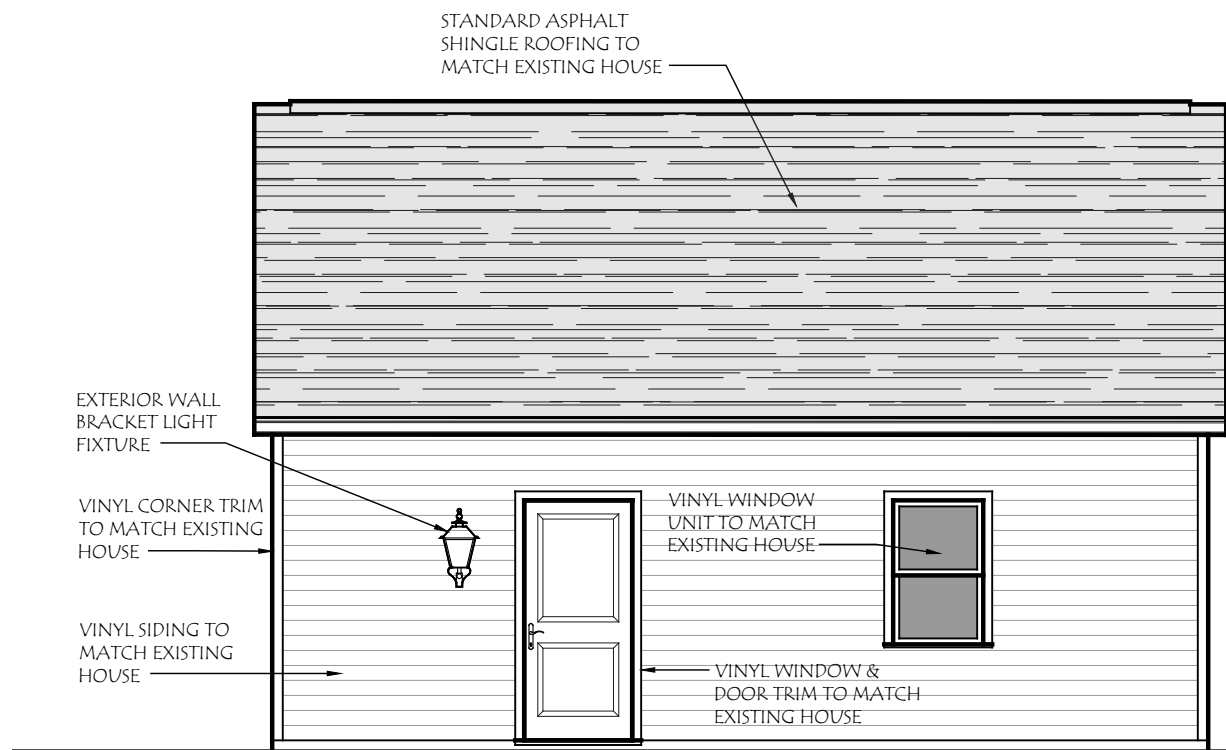 STANDARD ASPHALT
SHINGLE ROOFING TO
MATCH EXISTING HOUSE
EXTERIOR WALL
BRACKET LIGHT
FIXTURE
VINYL CORNER TRIM
TO MATCH EXISTING
HOUSE
VINYL WINDOW
UNIT TO MATCH
EXISTING HOUSE
VINYL SIDING TO
MATCH EXISTING
HOUSE
VINYL WINDOW &
DOOR TRIM TO MATCH
EXISTING HOUSE